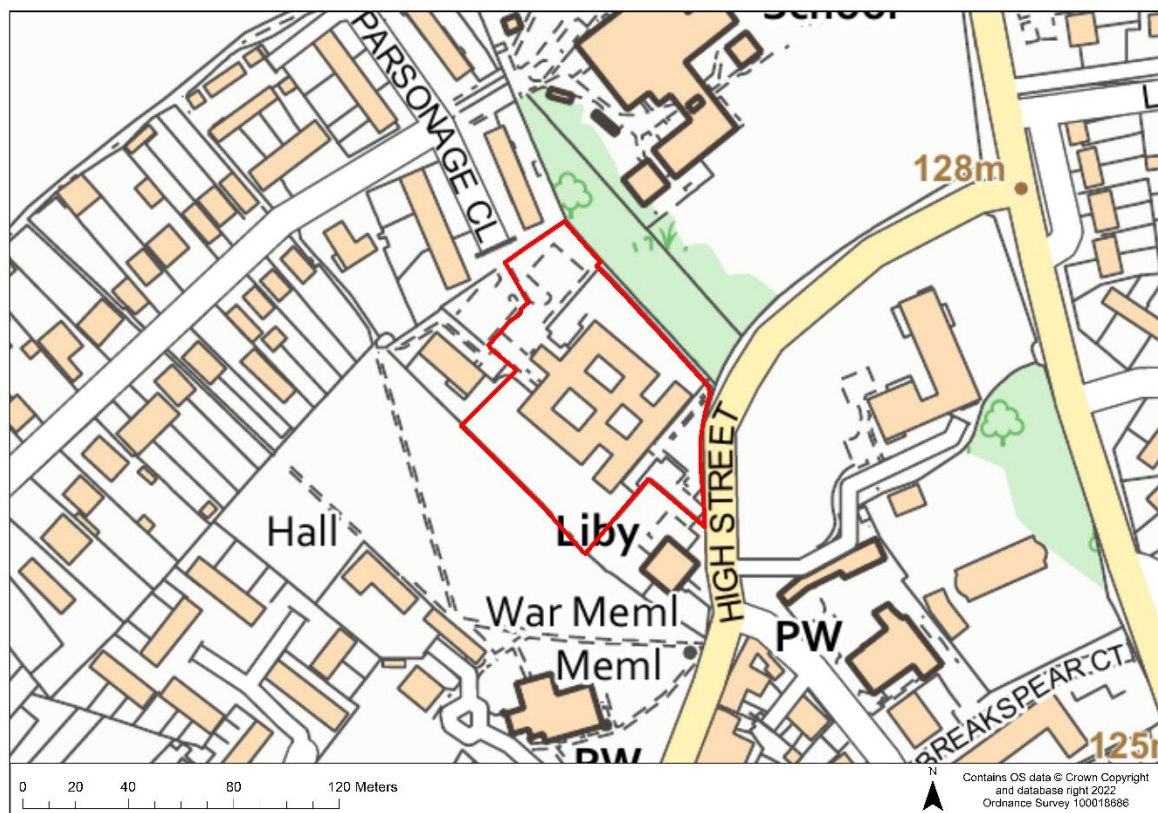 School
PARSONAGE CL
128m
L
HIGH STREET
Hall
Liby
War Meml
PW
Meml
BREAKSPEAR CT
PW
125m
0 20 40 80 120 Meters
N
Contains OS data © Crown Copyright
and database right 2022
Ordnance Survey 100018686